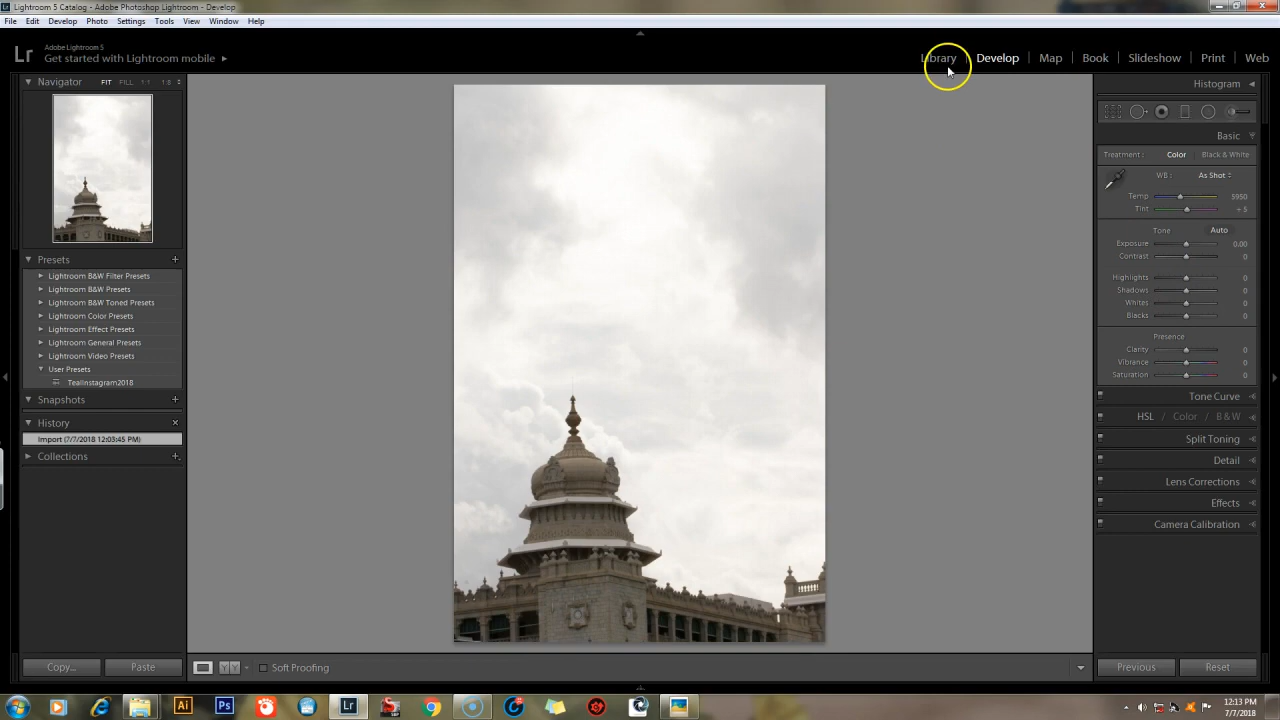 Lightroom 5 Catalog - Adobe Photoshop Lightroom - Develop
File Edit Develop Photo Settings Tools View Window Help
Lr Adobe Lightroom 5
Get started with Lightroom mobile
Library Develop Map Book Slideshow Print Web
Navigator FIT FILL 1:1 1:8
Presets
Lightroom B&W Filter Presets
Lightroom B&W Presets
Lightroom B&W Toned Presets
Lightroom Color Presets
Lightroom Effect Presets
Lightroom General Presets
Lightroom Video Presets
User Presets
TealInstagram2018
Snapshots
History
Import (7/7/2018 12:03:45 PM)
Collections
Copy... Paste
Soft Proofing
Histogram
Basic
Treatment : Color Black & White
WB : As Shot
Temp 5950
Tint + 5
Tone Auto
Exposure 0.00
Contrast 0
Highlights 0
Shadows 0
Whites 0
Blacks 0
Presence
Clarity 0
Vibrance 0
Saturation 0
Tone Curve
HSL / Color / B & W
Split Toning
Detail
Lens Corrections
Effects
Camera Calibration
Previous Reset
Ai Ps Lr
12:13 PM
7/7/2018